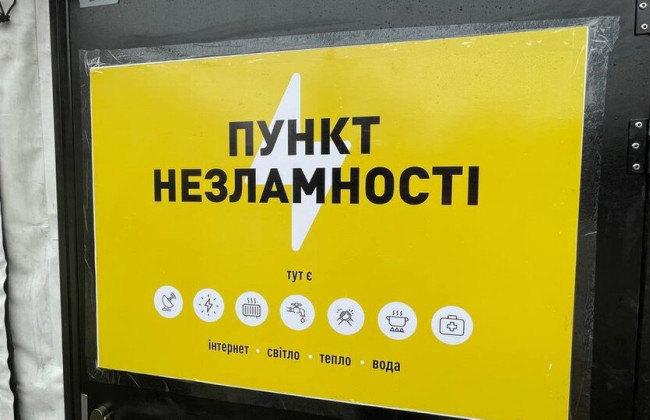 ПУНКТ
НЕЗЛАМНОСТІ
тут є
інтернет • світло • тепло • вода